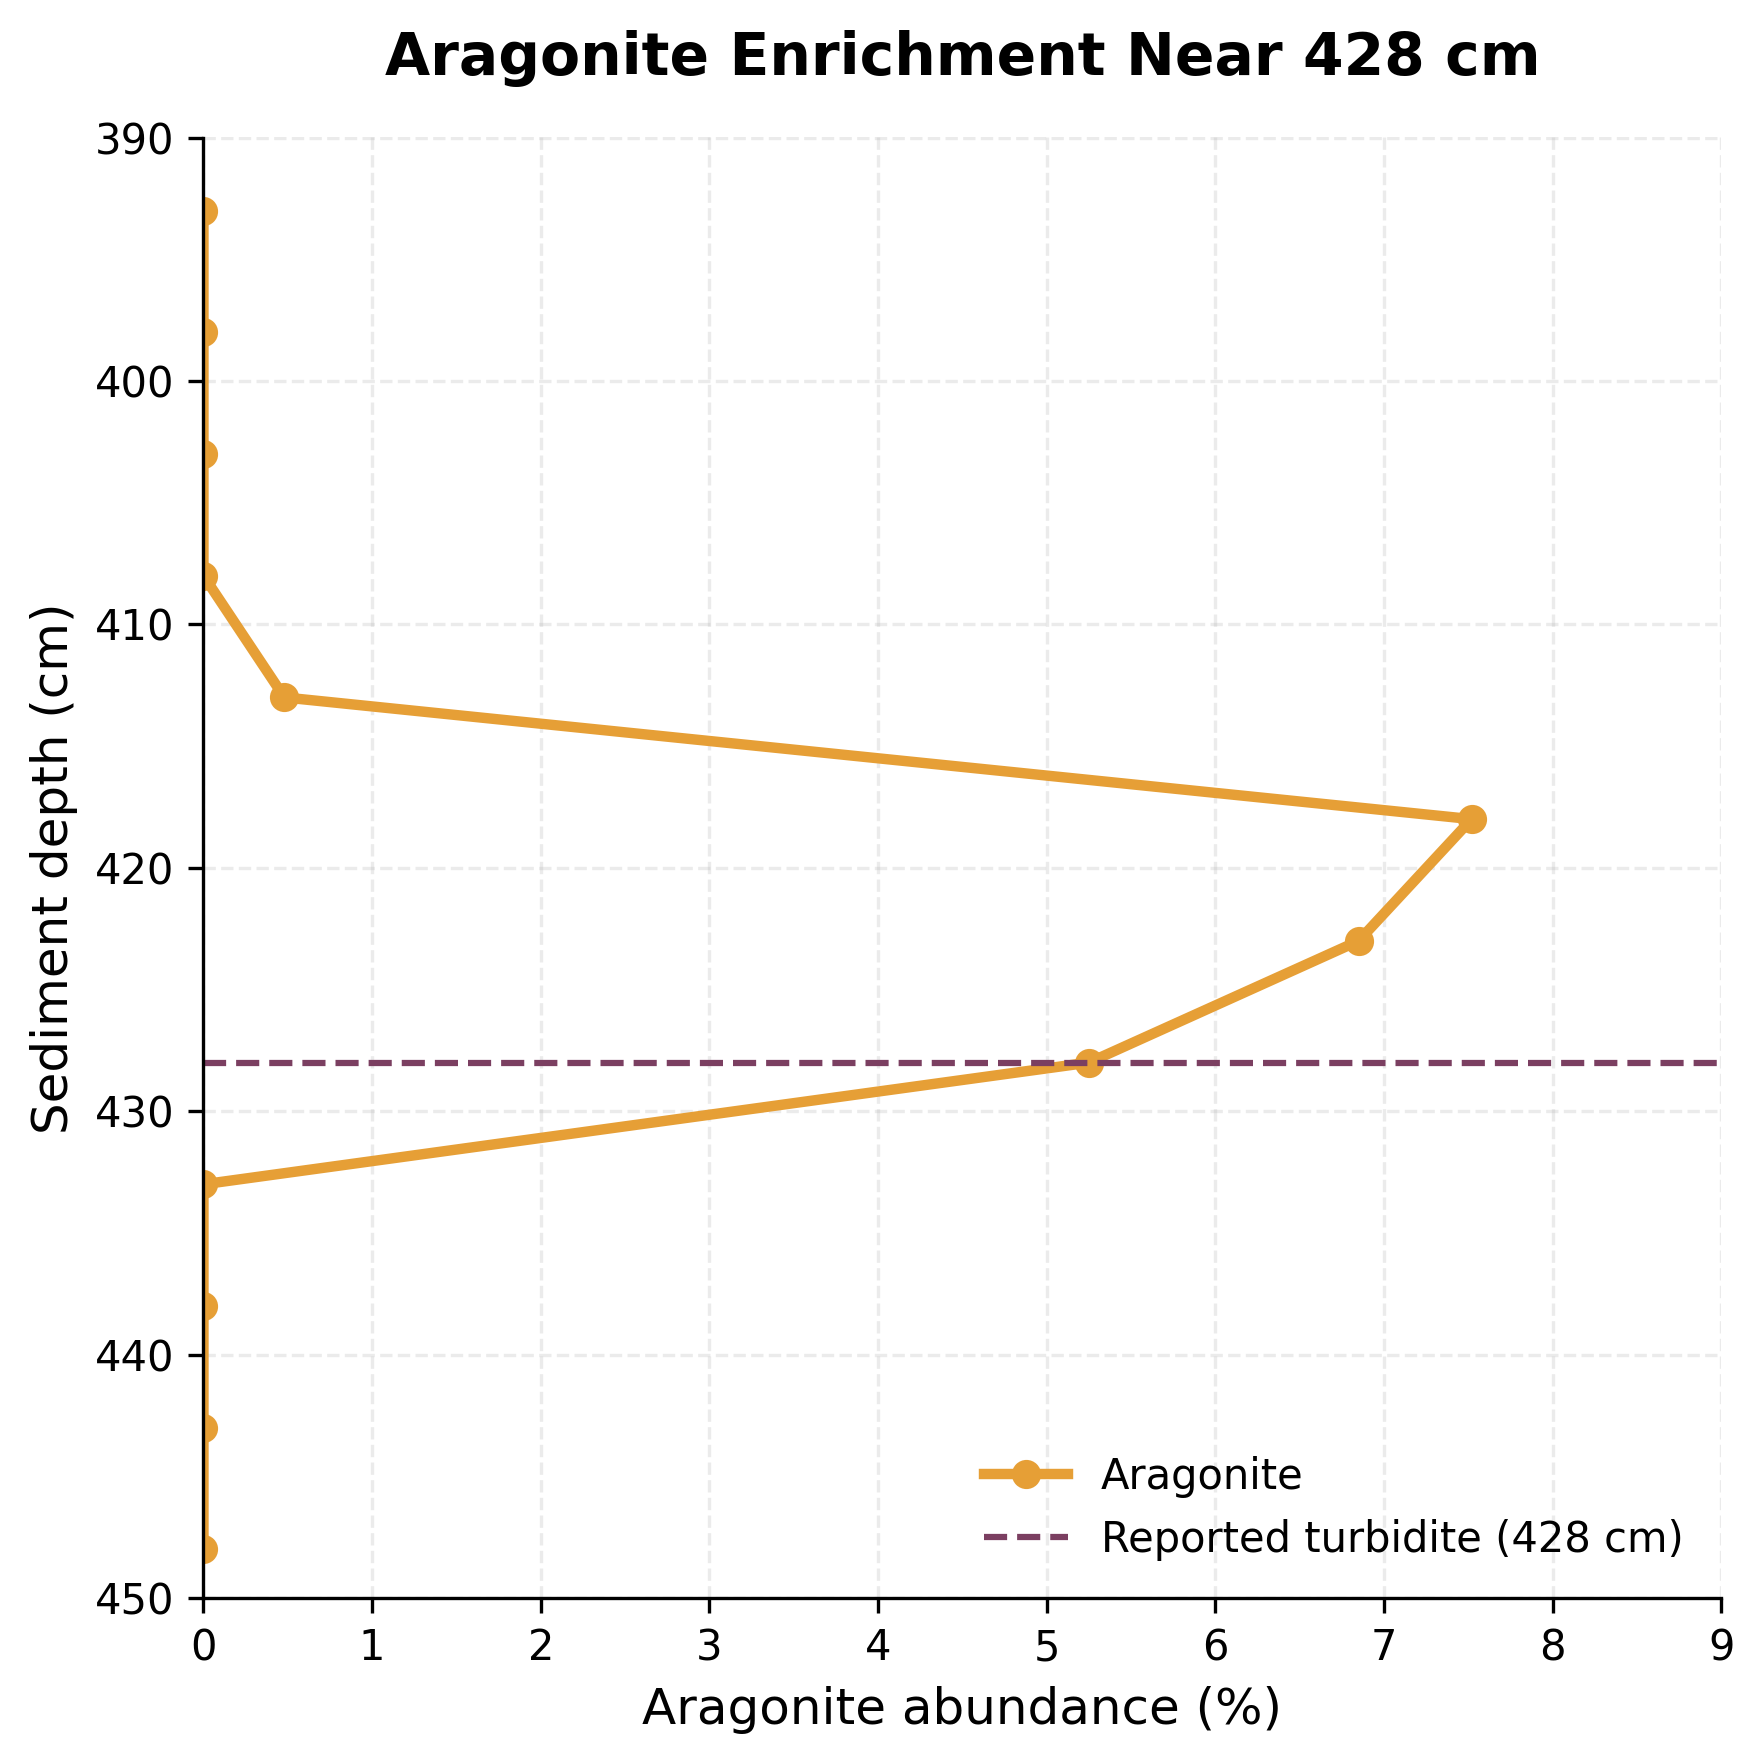 Aragonite Enrichment Near 428 cm
390
400
410
420
430
440
450
Sediment depth (cm)
0 1 2 3 4 5 6 7 8 9
Aragonite abundance (%)
Aragonite
Reported turbidite (428 cm)